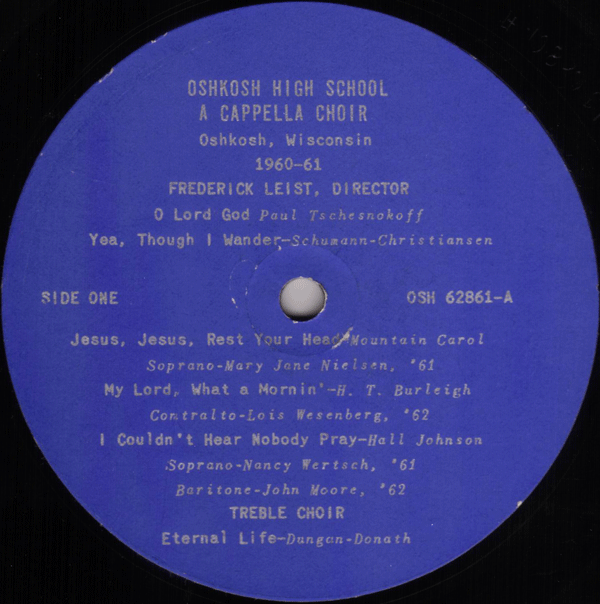 OSHKOSH HIGH SCHOOL
A CAPPELLA CHOIR
Oshkosh, Wisconsin
1960-61
FREDERICK LEIST, DIRECTOR
O Lord God Paul Tschesnokoff
Yea, Though I Wander—Schumann-Christiansen
SIDE ONE
OSH 62861-A
Jesus, Jesus, Rest Your Head Mountain Carol
Soprano-Mary Jane Nielsen, '61
My Lord, What a Mornin'-H. T. Burleigh
Contralto-Lois Wesenberg, '62
I Couldn't Hear Nobody Pray—Hall Johnson
Soprano-Nancy Wertsch, '61
Baritone-John Moore, '62
TREBLE CHOIR
Eternal Life—Dungan-Donath